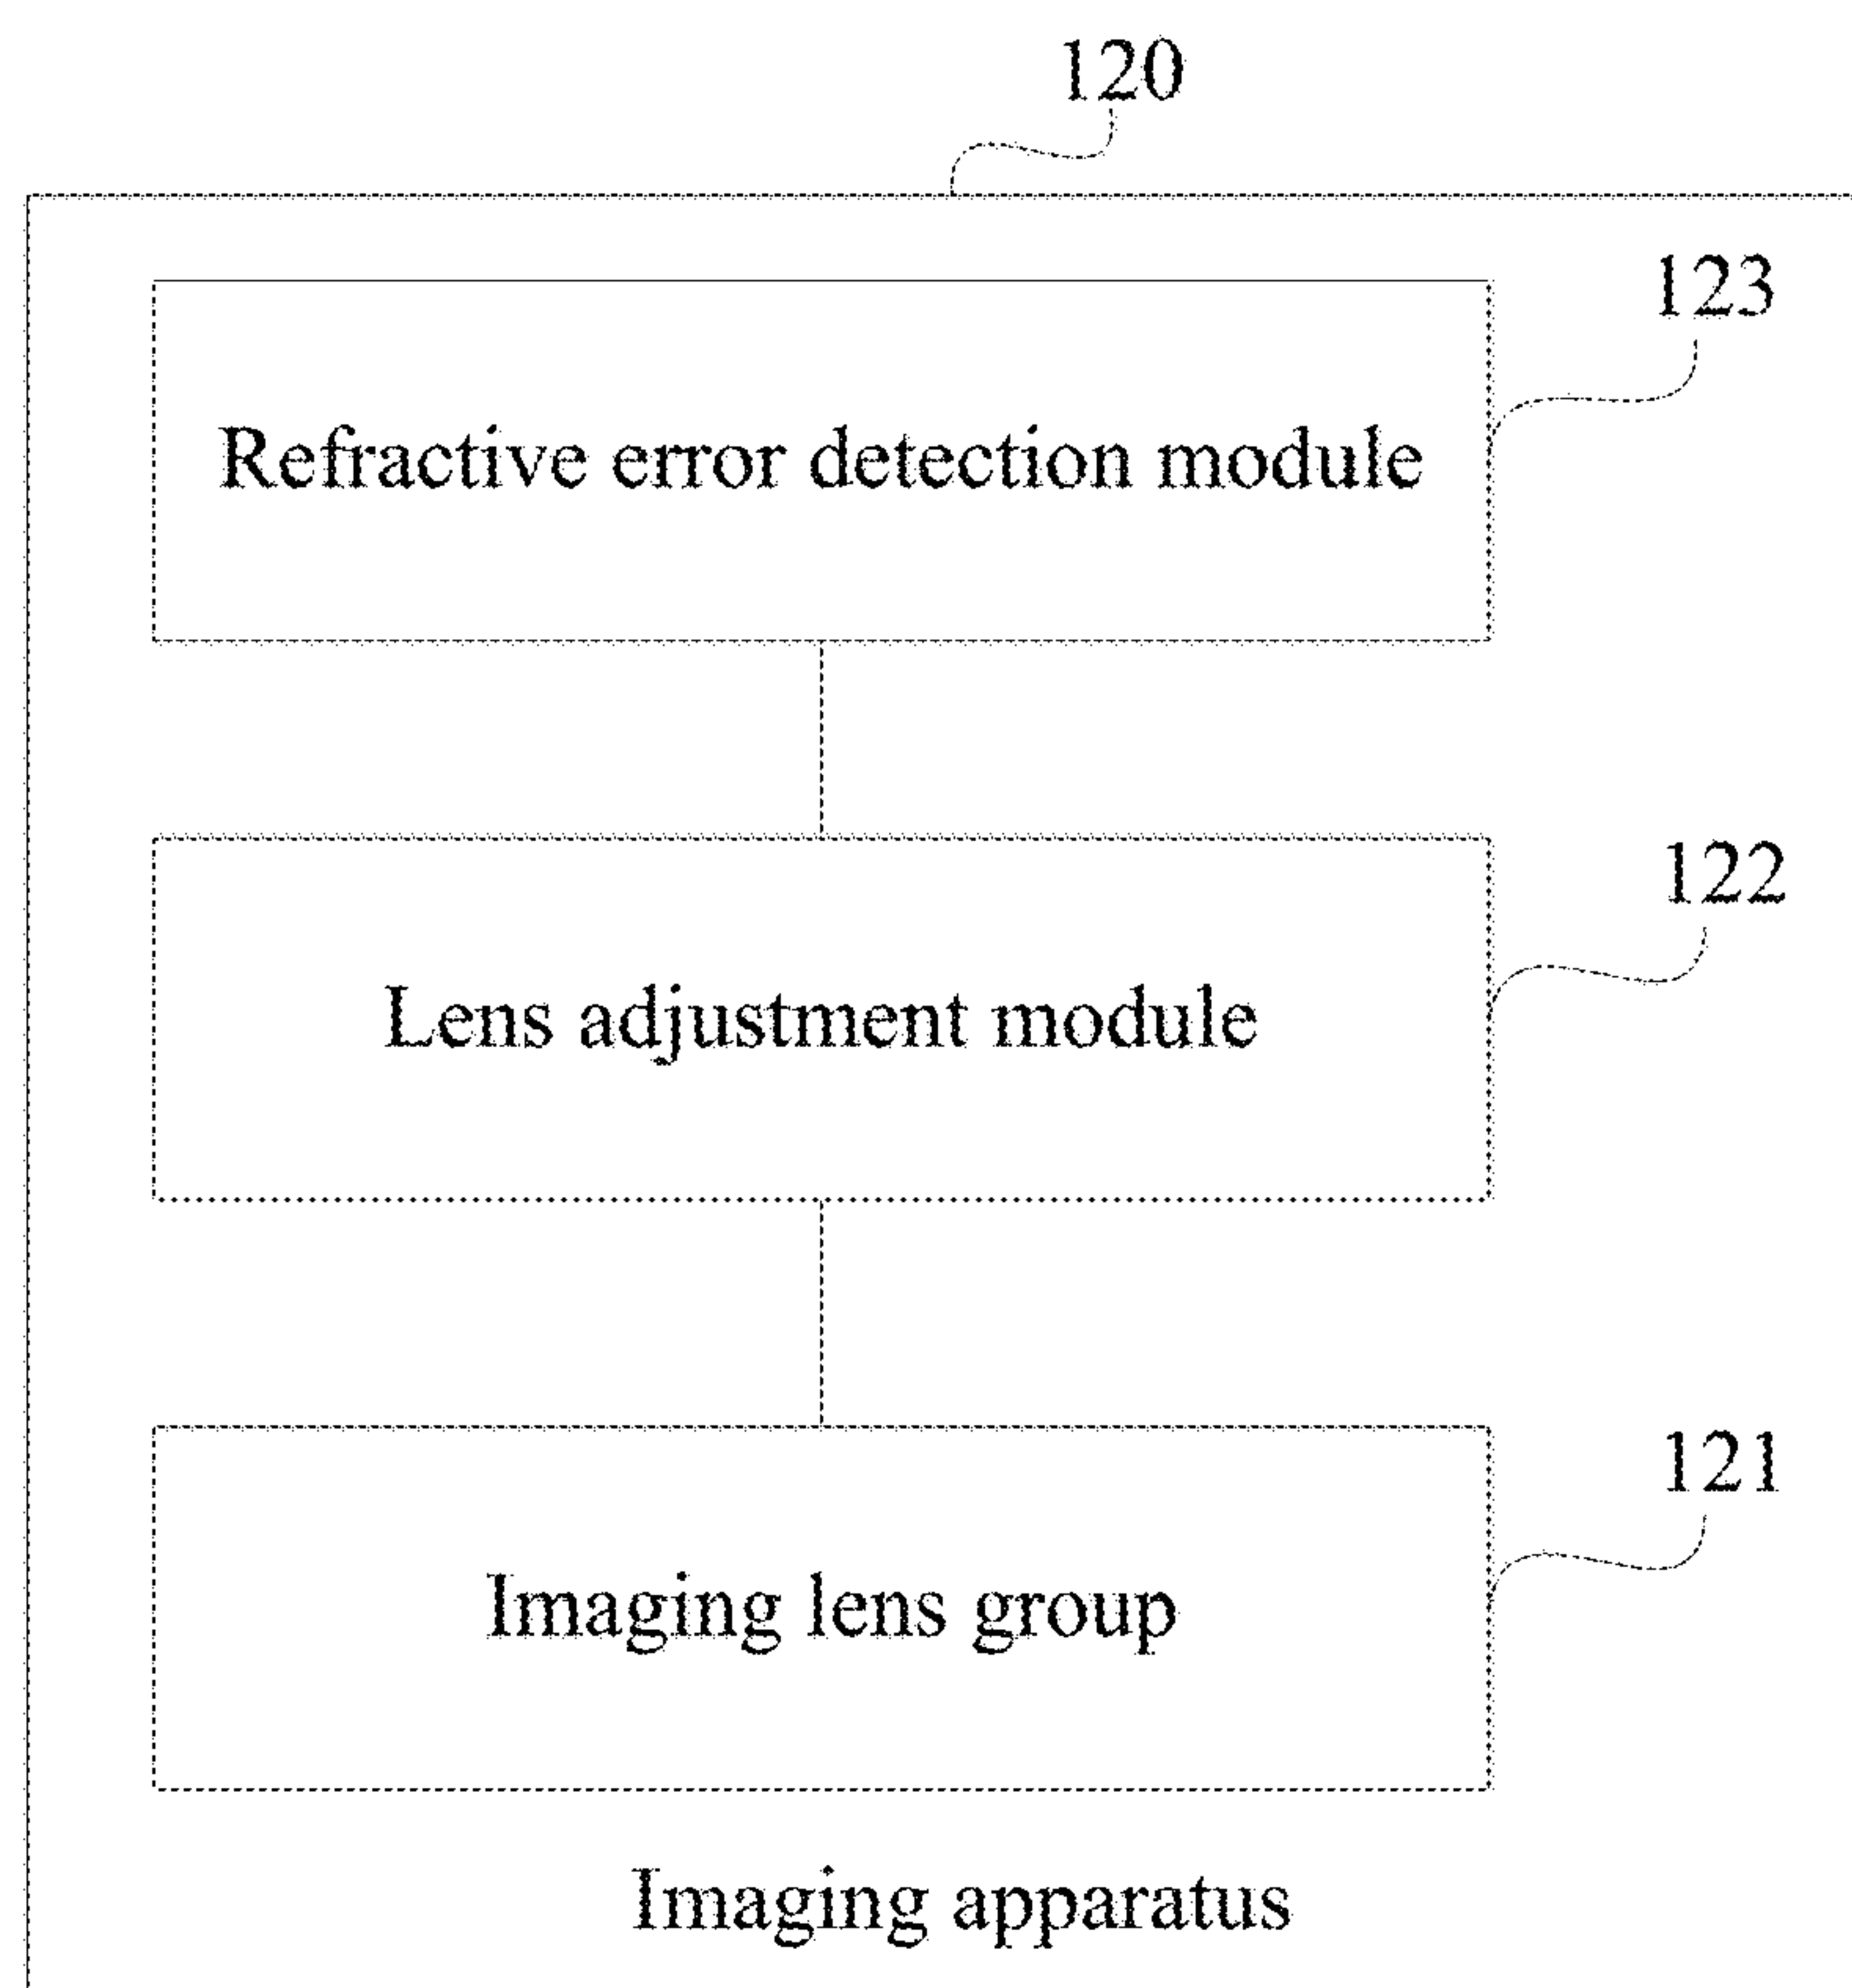 120
123
Refractive error detection module
122
Lens adjustment module
121
Imaging lens group
Imaging apparatus